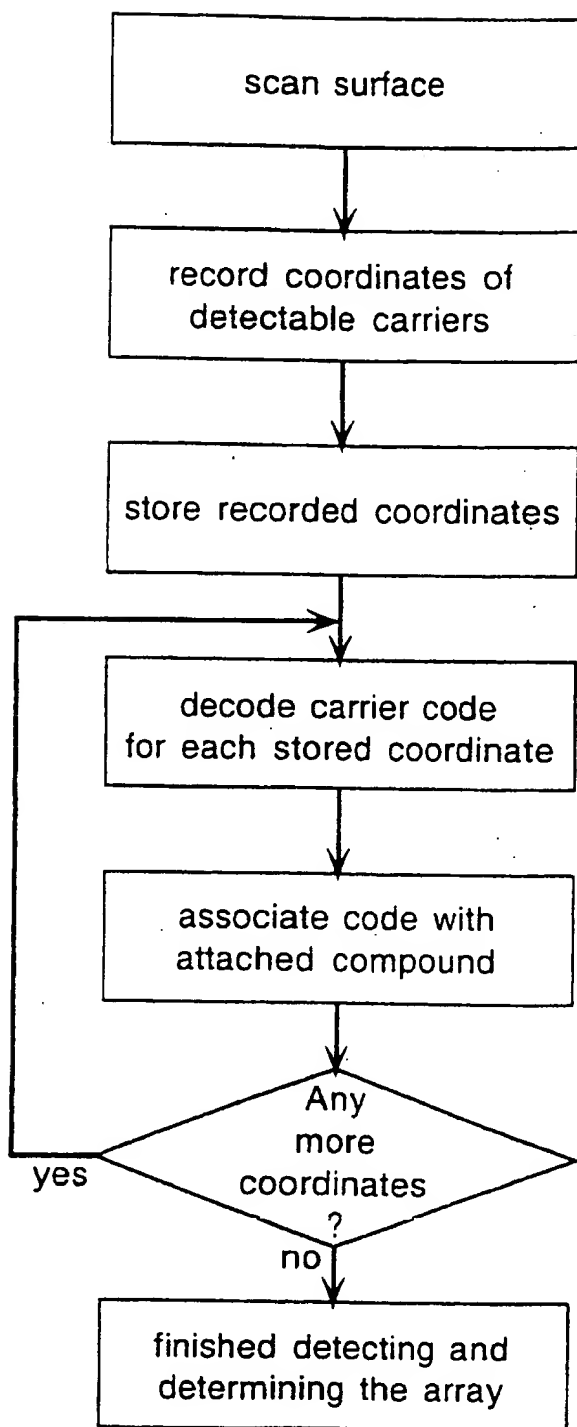 scan surface
record coordinates of
detectable carriers
store recorded coordinates
decode carrier code
for each stored coordinate
associate code with
attached compound
Any
more
coordinates
?
yes
no
finished detecting and
determining the array